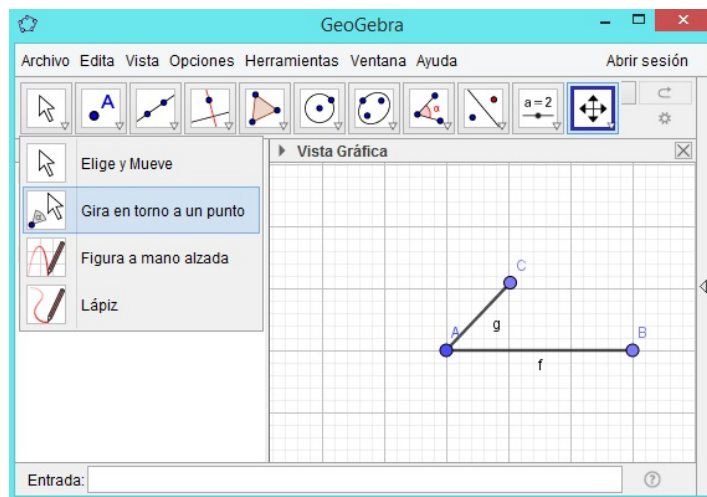 GeoGebra
Archivo Edita Vista Opciones Herramientas Ventana Ayuda Abrir sesión
A α a=2
Elige y Mueve
Vista Gráfica
α Gira en torno a un punto
Figura a mano alzada
Lápiz
C
g
A B
f
Entrada: ?